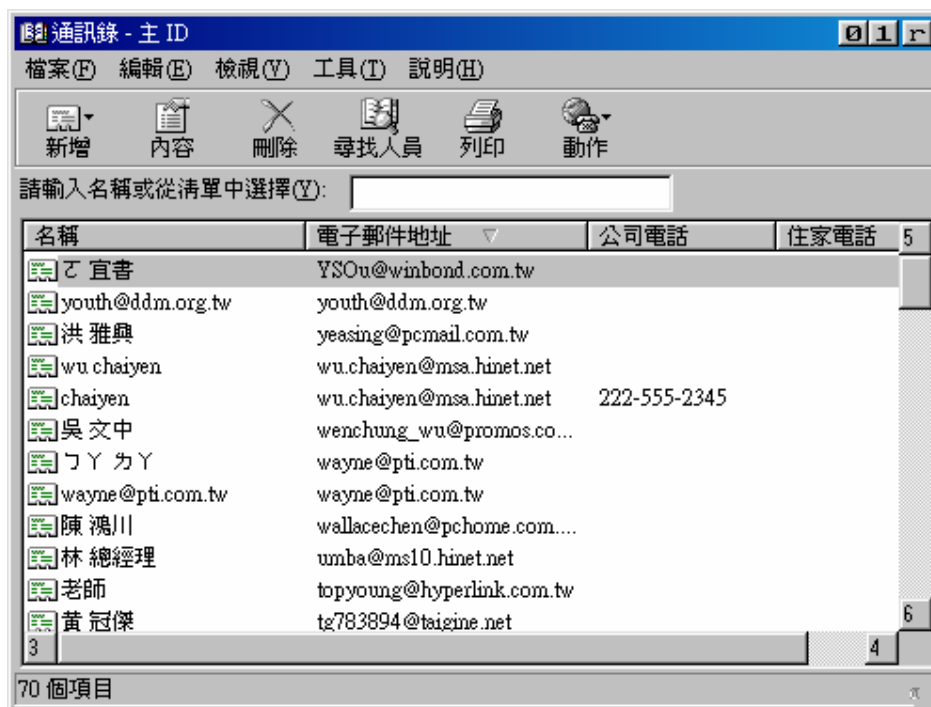 通訊錄 - 主 ID
0 1 r
檔案(F) 編輯(E) 檢視(V) 工具(T) 說明(H)
新增 內容 刪除 尋找人員 列印 動作
請輸入名稱或從清單中選擇(Y):
名稱 電子郵件地址 公司電話 住家電話 5
ㄛ 宜書 YSOu@winbond.com.tw
youth@ddm.org.tw youth@ddm.org.tw
洪 雅興 yeasing@pcmail.com.tw
wu chaiyen wu.chaiyen@msa.hinet.net
chaiyen wu.chaiyen@msa.hinet.net 222-555-2345
吳 文中 wenchung_wu@promos.co...
ㄅㄚ ㄌㄚ wayne@pti.com.tw
wayne@pti.com.tw wayne@pti.com.tw
陳 鴻川 wallacechen@pchome.com....
林 總經理 umba@ms10.hinet.net
老師 topyoung@hyperlink.com.tw
黃 冠傑 tg783894@taigine.net
6
3 4
70 個項目
π